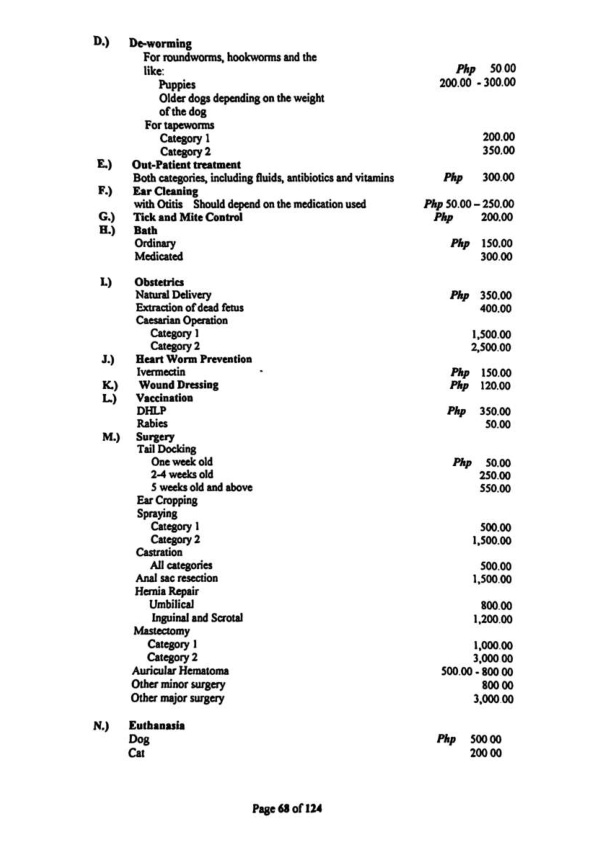 D.) De-worming
For roundworms, hookworms and the
like: Php 50 00
Puppies 200.00 - 300.00
Older dogs depending on the weight
of the dog
For tapeworms
Category 1 200.00
Category 2 350.00
E.) Out-Patient treatment
Both categories, including fluids, antibiotics and vitamins Php 300.00
F.) Ear Cleaning
with Otitis Should depend on the medication used Php 50.00 – 250.00
G.) Tick and Mite Control Php 200.00
H.) Bath
Ordinary Php 150.00
Medicated 300.00
I.) Obstetrics
Natural Delivery Php 350.00
Extraction of dead fetus 400.00
Caesarian Operation
Category 1 1,500.00
Category 2 2,500.00
J.) Heart Worm Prevention
Ivermectin Php 150.00
K.) Wound Dressing Php 120.00
L.) Vaccination
DHLP Php 350.00
Rabies 50.00
M.) Surgery
Tail Docking
One week old Php 50.00
2-4 weeks old 250.00
5 weeks old and above 550.00
Ear Cropping
Spraying
Category 1 500.00
Category 2 1,500.00
Castration
All categories 500.00
Anal sac resection 1,500.00
Hernia Repair
Umbilical 800.00
Inguinal and Scrotal 1,200.00
Mastectomy
Category 1 1,000.00
Category 2 3,000 00
Auricular Hematoma 500.00 - 800 00
Other minor surgery 800 00
Other major surgery 3,000.00
N.) Euthanasia
Dog Php 500 00
Cat 200 00
Page 68 of 124